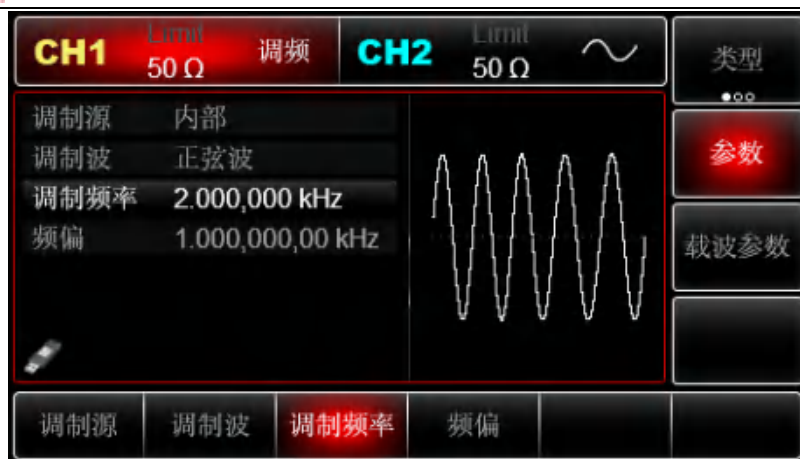 CH1 Limit 50 Ω 调频 CH2 Limit 50 Ω
类型
调制源 内部
调制波 正弦波
参数
调制频率 2.000,000 kHz
频偏 1.000,000,00 kHz
载波参数
调制源 调制波 调制频率 频偏